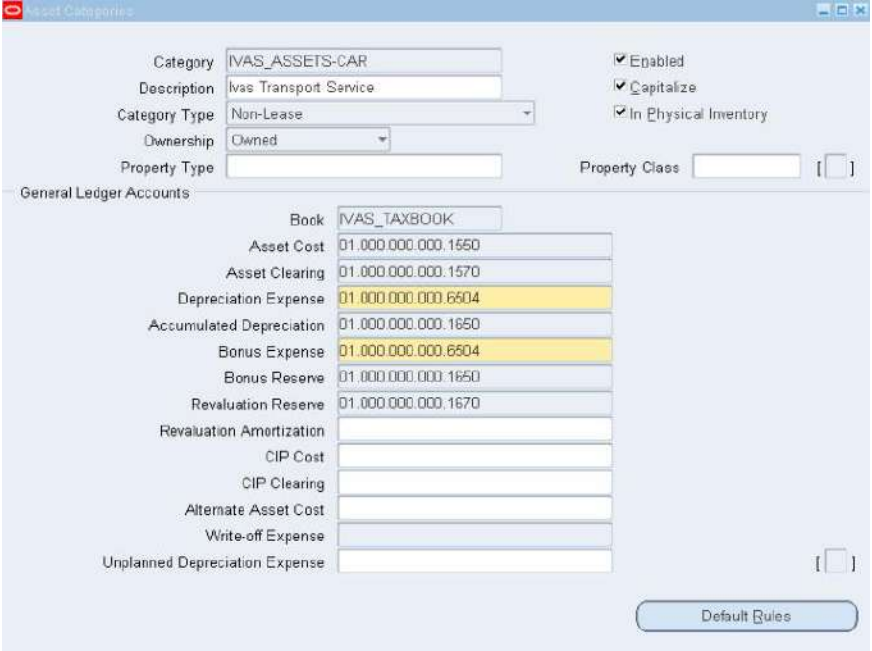 Asset Categories
Category IVAS_ASSETS-CAR Enabled
Description Ivas Transport Service Capitalize
Category Type Non-Lease In Physical Inventory
Ownership Owned
Property Type Property Class [ ]
General Ledger Accounts
Book IVAS_TAXBOOK
Asset Cost 01.000.000.000.1550
Asset Clearing 01.000.000.000.1570
Depreciation Expense 01.000.000.000.6504
Accumulated Depreciation 01.000.000.000.1650
Bonus Expense 01.000.000.000.6504
Bonus Reserve 01.000.000.000.1650
Revaluation Reserve 01.000.000.000.1670
Revaluation Amortization
CIP Cost
CIP Clearing
Alternate Asset Cost
Write-off Expense
Unplanned Depreciation Expense [ ]
Default Rules